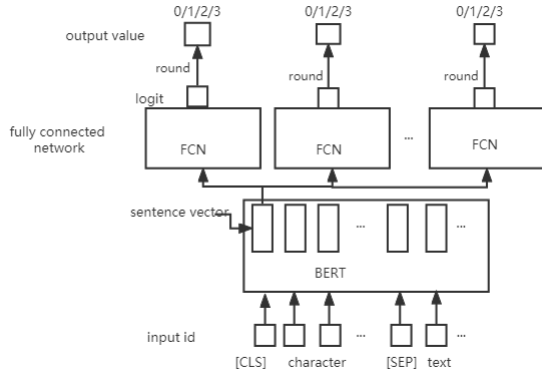 0/1/2/3 0/1/2/3 0/1/2/3
output value
round round round
logit
fully connected
network
FCN FCN ... FCN
sentence vector
... ...
BERT
input id ... ...
[CLS] character [SEP] text